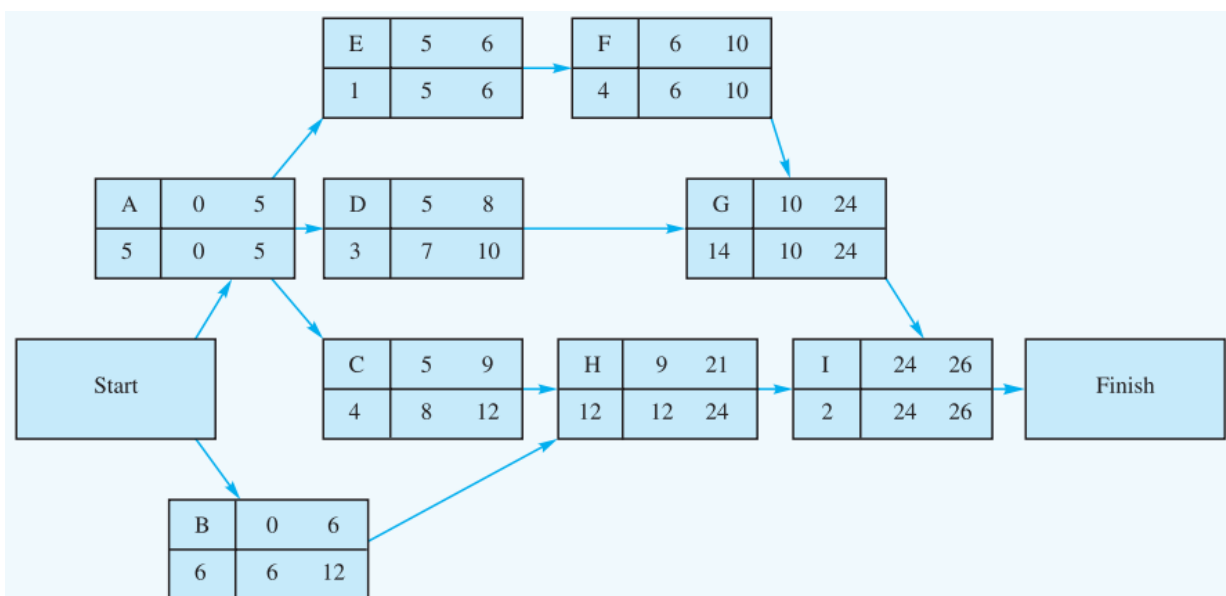 E 5 6
1 5 6
F 6 10
4 6 10
A 0 5
5 0 5
D 5 8
3 7 10
G 10 24
14 10 24
Start
C 5 9
4 8 12
H 9 21
12 12 24
I 24 26
2 24 26
Finish
B 0 6
6 6 12